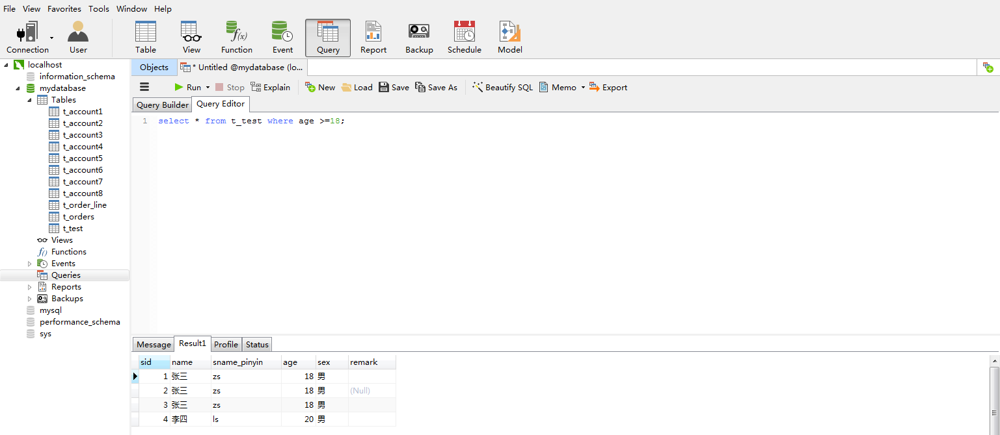 File View Favorites Tools Window Help
Connection User Table View Function Event Query Report Backup Schedule Model
localhost
information_schema
mydatabase
Tables
t_account1
t_account2
t_account3
t_account4
t_account5
t_account6
t_account7
t_account8
t_order_line
t_orders
t_test
Views
Functions
Events
Queries
Reports
Backups
mysql
performance_schema
sys
Objects * Untitled @mydatabase (lo...
Run Stop Explain New Load Save Save As Beautify SQL Memo Export
Query Builder Query Editor
1 select * from t_test where age >=18;
Message Result1 Profile Status
sid name sname_pinyin age sex remark
1 张三 zs 18 男
2 张三 zs 18 男 (Null)
3 张三 zs 18 男
4 李四 ls 20 男